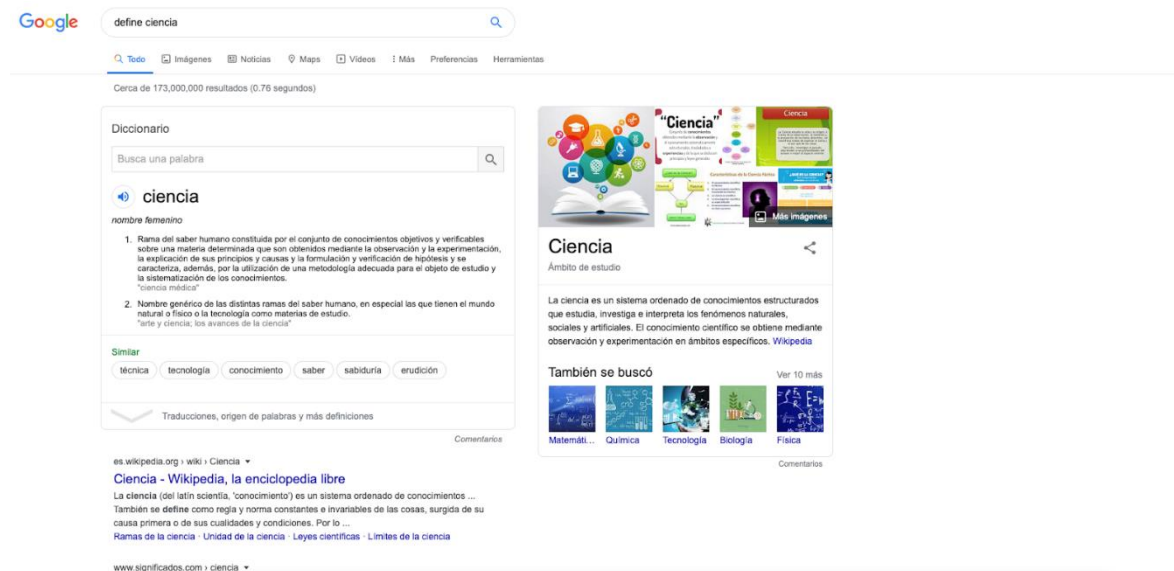 Google
define ciencia
Todo Imágenes Noticias Maps Vídeos Más Preferencias Herramientas
Cerca de 173,000,000 resultados (0.76 segundos)
Diccionario
Busca una palabra
ciencia
nombre femenino
1. Rama del saber humano constituida por el conjunto de conocimientos objetivos y verificables
sobre una materia determinada que son obtenidos mediante la observación y la experimentación,
la explicación de sus principios y causas y la formulación y verificación de hipótesis y se
caracteriza, además, por la utilización de una metodología adecuada para el objeto de estudio y
la sistematización de los conocimientos.
"ciencia médica"
2. Nombre genérico de las distintas ramas del saber humano, en especial las que tienen el mundo
natural o físico o la tecnología como materias de estudio.
"arte y ciencia; los avances de la ciencia"
Similar
técnica tecnología conocimiento saber sabiduría erudición
Traducciones, origen de palabras y más definiciones
Comentarios
es.wikipedia.org › wiki › Ciencia
Ciencia - Wikipedia, la enciclopedia libre
La ciencia (del latín scientĭa, 'conocimiento') es un sistema ordenado de conocimientos ...
También se define como regla y norma constantes e invariables de las cosas, surgida de su
causa primera o de sus cualidades y condiciones. Por lo ...
Ramas de la ciencia · Unidad de la ciencia · Leyes científicas · Límites de la ciencia
www.significados.com › ciencia
"Ciencia"
Ciencia
Más imágenes
Ciencia
Ámbito de estudio
La ciencia es un sistema ordenado de conocimientos estructurados
que estudia, investiga e interpreta los fenómenos naturales,
sociales y artificiales. El conocimiento científico se obtiene mediante
observación y experimentación en ámbitos específicos. Wikipedia
También se buscó
Ver 10 más
Matemáti... Química Tecnología Biología Física
Comentarios